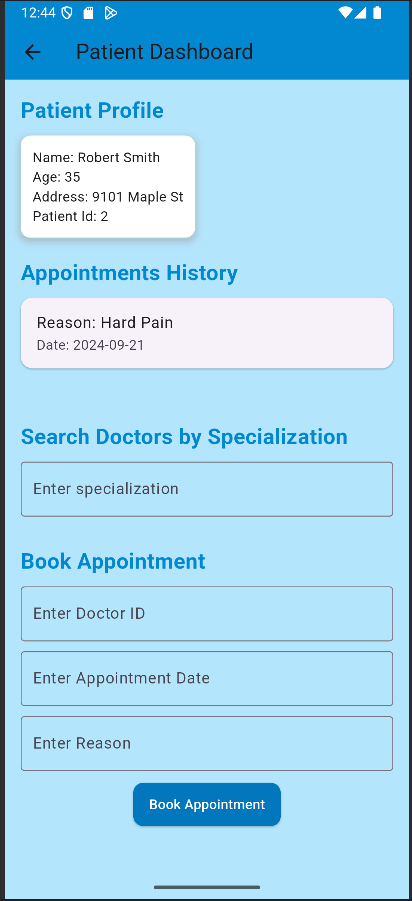 12:44
Patient Dashboard
Patient Profile
Name: Robert Smith
Age: 35
Address: 9101 Maple St
Patient Id: 2
Appointments History
Reason: Hard Pain
Date: 2024-09-21
Search Doctors by Specialization
Enter specialization
Book Appointment
Enter Doctor ID
Enter Appointment Date
Enter Reason
Book Appointment